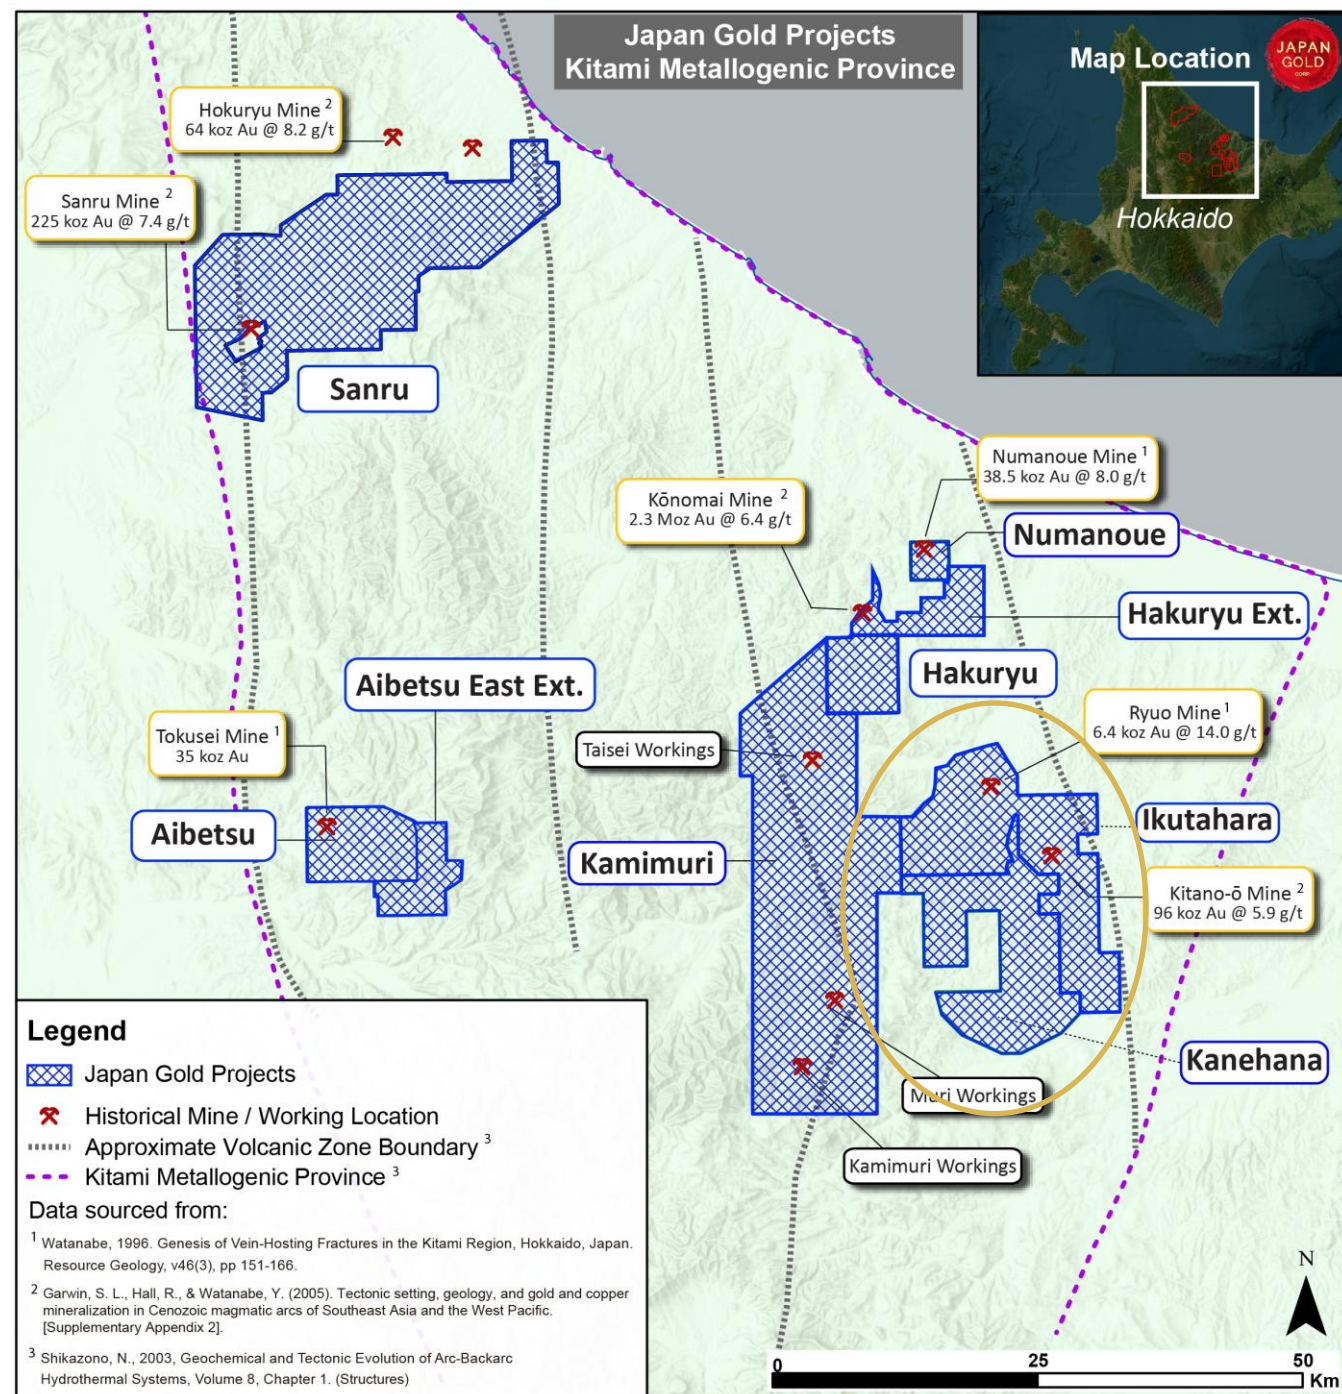 Japan Gold Projects
Kitami Metallogenic Province
Map Location
JAPAN
GOLD
CORP.
Hokkaido
Hokuryu Mine 2
64 koz Au @ 8.2 g/t
Sanru Mine 2
225 koz Au @ 7.4 g/t
Sanru
Numanoue Mine 1
38.5 koz Au @ 8.0 g/t
Kōnomai Mine 2
2.3 Moz Au @ 6.4 g/t
Numanoue
Hakuryu Ext.
Hakuryu
Aibetsu East Ext.
Ryuo Mine 1
6.4 koz Au @ 14.0 g/t
Tokusei Mine 1
35 koz Au
Taisei Workings
Aibetsu
Ikutahara
Kamimuri
Kitano-ō Mine 2
96 koz Au @ 5.9 g/t
Kanehana
Muri Workings
Kamimuri Workings
Legend
Japan Gold Projects
Historical Mine / Working Location
Approximate Volcanic Zone Boundary 3
Kitami Metallogenic Province 3
Data sourced from:
1 Watanabe, 1996. Genesis of Vein-Hosting Fractures in the Kitami Region, Hokkaido, Japan.
Resource Geology, v46(3), pp 151-166.
2 Garwin, S. L., Hall, R., & Watanabe, Y. (2005). Tectonic setting, geology, and gold and copper
mineralization in Cenozoic magmatic arcs of Southeast Asia and the West Pacific.
[Supplementary Appendix 2].
3 Shikazono, N., 2003, Geochemical and Tectonic Evolution of Arc-Backarc
Hydrothermal Systems, Volume 8, Chapter 1. (Structures)
N
0 25 50
Km